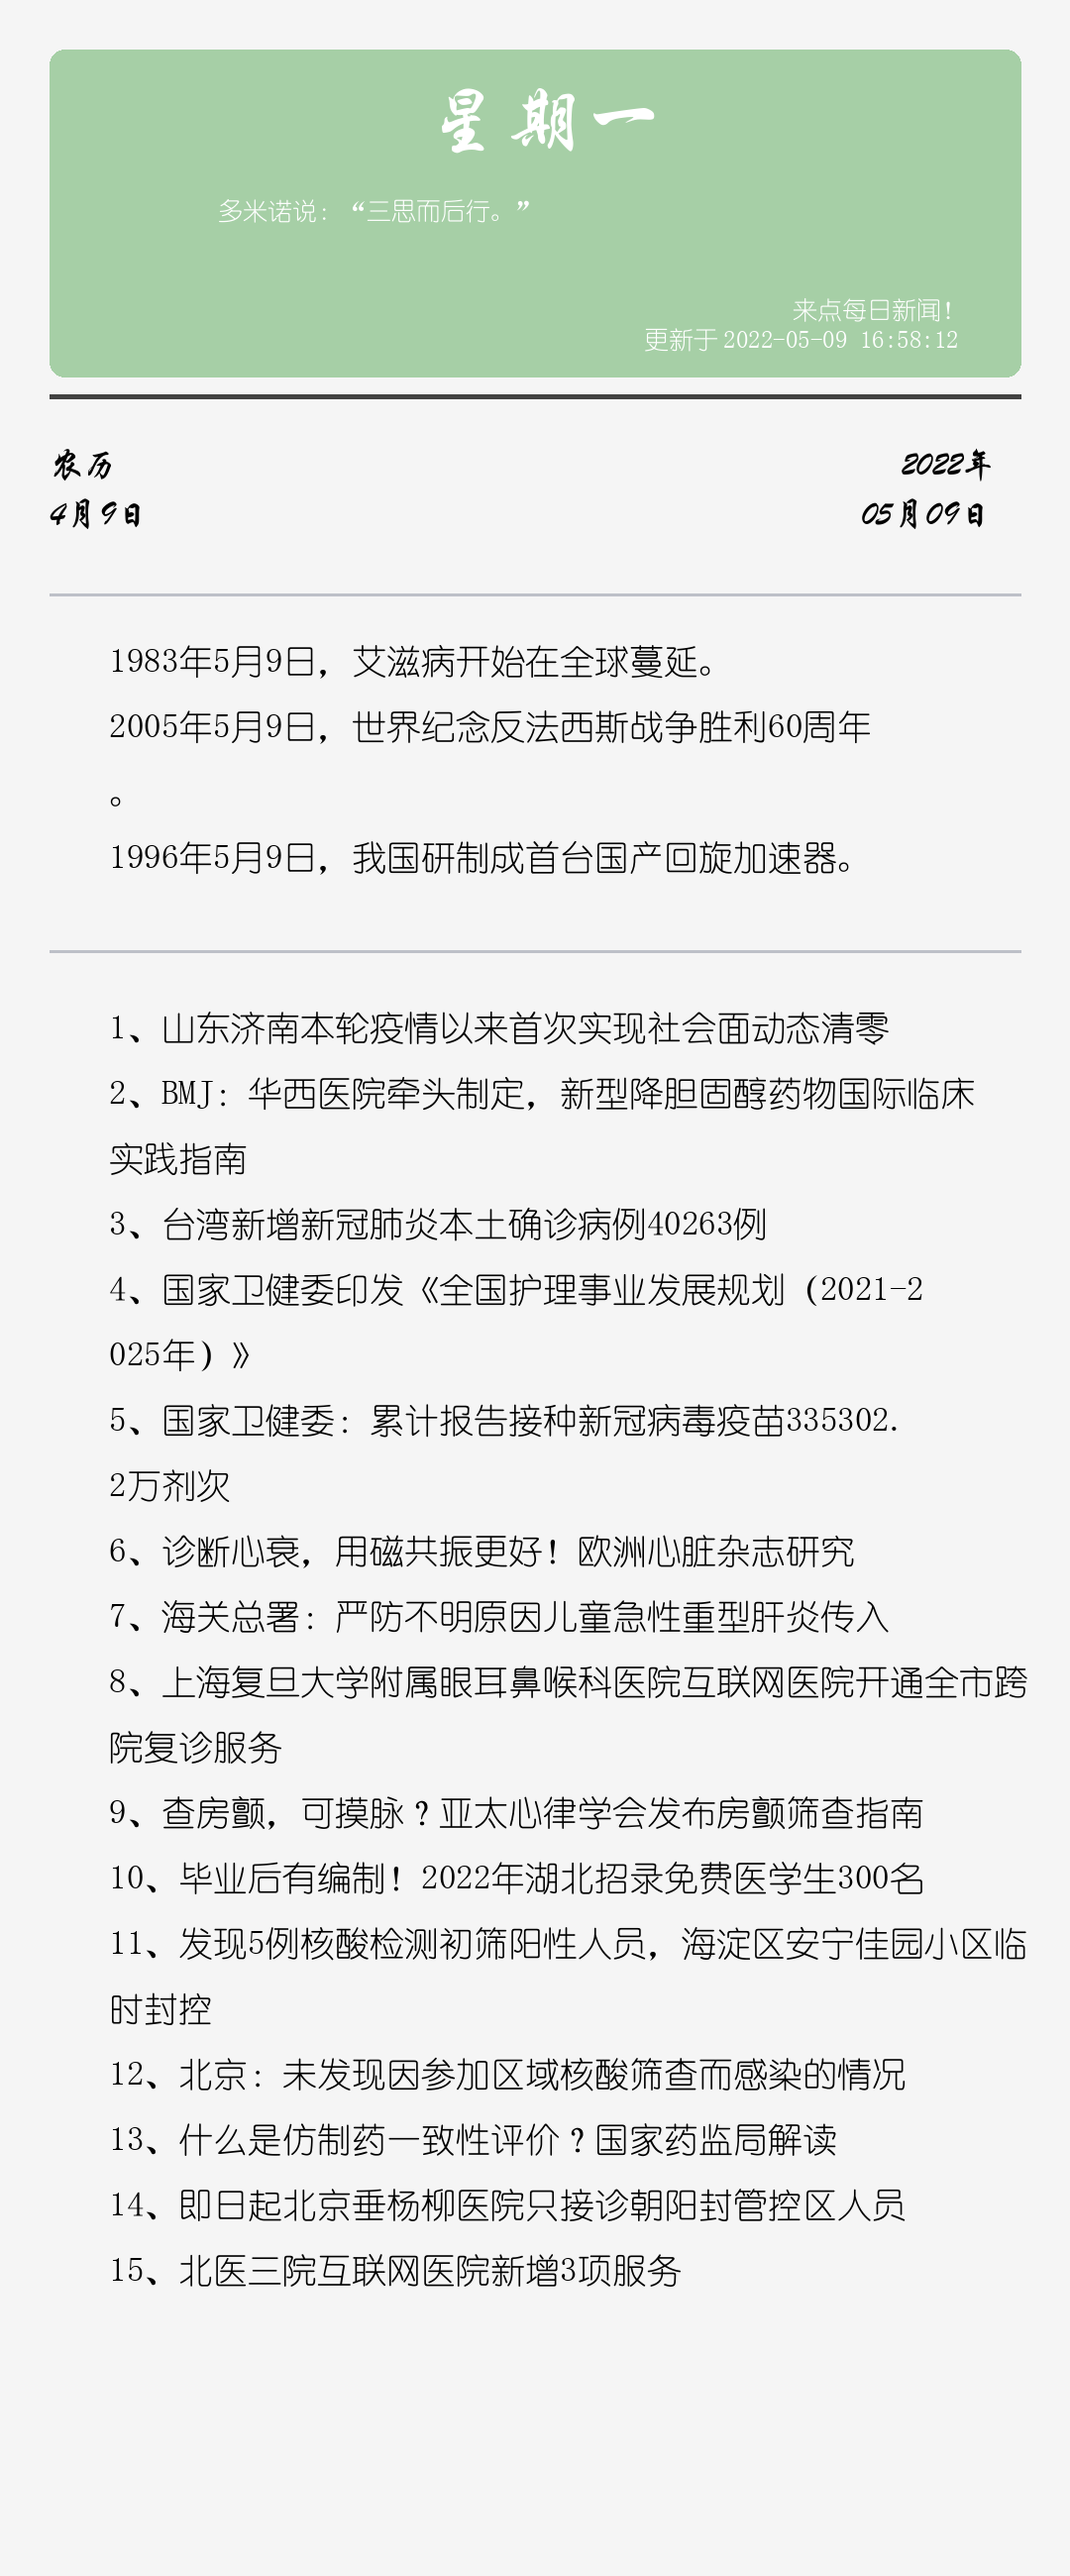 星期一
多米诺说：“三思而后行。”
来点每日新闻！
更新于 2022-05-09 16:58:12
农历
2022年
4月9日
05月09日
1983年5月9日，艾滋病开始在全球蔓延。
2005年5月9日，世界纪念反法西斯战争胜利60周年
。
1996年5月9日，我国研制成首台国产回旋加速器。
1、山东济南本轮疫情以来首次实现社会面动态清零
2、BMJ：华西医院牵头制定，新型降胆固醇药物国际临床
实践指南
3、台湾新增新冠肺炎本土确诊病例40263例
4、国家卫健委印发《全国护理事业发展规划（2021-2
025年）》
5、国家卫健委：累计报告接种新冠病毒疫苗335302.
2万剂次
6、诊断心衰，用磁共振更好！欧洲心脏杂志研究
7、海关总署：严防不明原因儿童急性重型肝炎传入
8、上海复旦大学附属眼耳鼻喉科医院互联网医院开通全市跨
院复诊服务
9、查房颤，可摸脉？亚太心律学会发布房颤筛查指南
10、毕业后有编制！2022年湖北招录免费医学生300名
11、发现5例核酸检测初筛阳性人员，海淀区安宁佳园小区临
时封控
12、北京：未发现因参加区域核酸筛查而感染的情况
13、什么是仿制药一致性评价？国家药监局解读
14、即日起北京垂杨柳医院只接诊朝阳封管控区人员
15、北医三院互联网医院新增3项服务